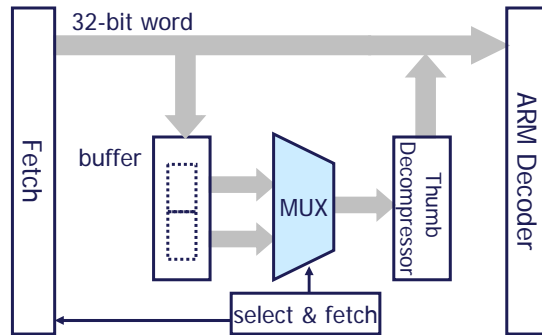 32-bit word
Fetch
buffer
MUX
Thumb
Decompressor
ARM Decoder
select & fetch